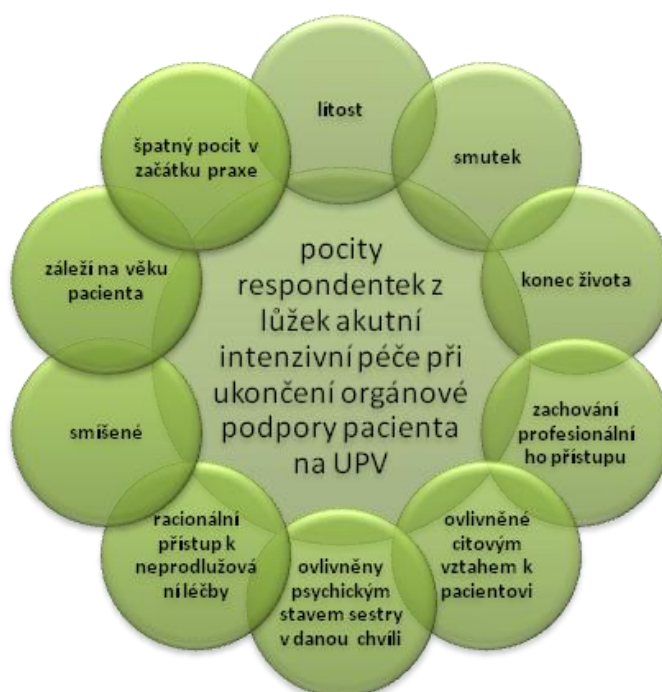 lítost
smutek
konec života
zachování
profesionální
ho přístupu
ovlivněné
citovým
vztahem k
pacientovi
ovlivněny
psychickým
stavem sestry
v danou chvíli
racionální
přístup k
neprodlužová
ní léčby
smíšené
záleží na věku
pacienta
špatný pocit v
začátku praxe
pocity
respondentek z
lůžek akutní
intenzivní péče při
ukončení orgánové
podpory pacienta
na UPV